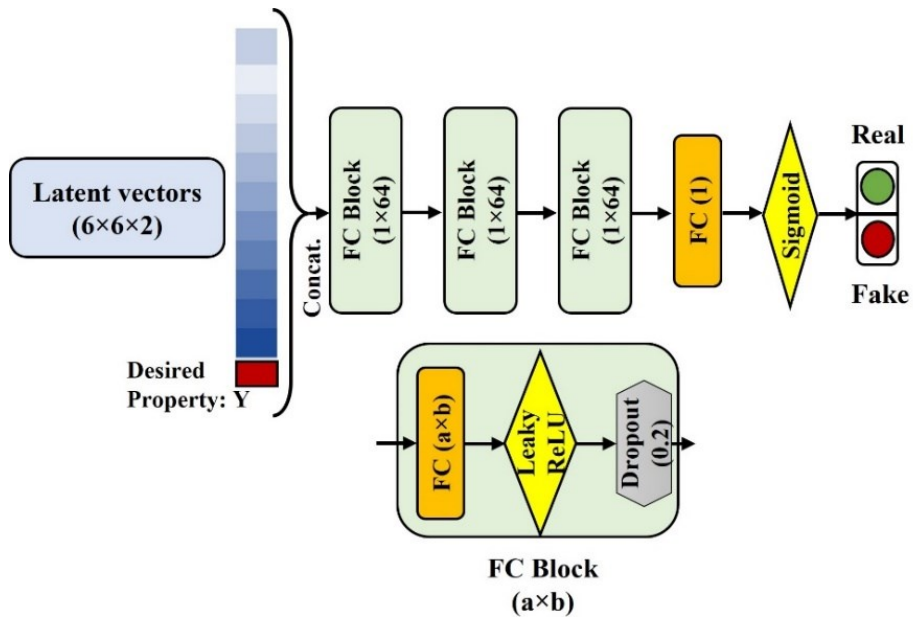 Latent vectors
(6×6×2)
Desired
Property: Y
Concat.
FC Block
(1×64)
FC Block
(1×64)
FC Block
(1×64)
FC (1)
Sigmoid
Real
Fake
FC (a×b)
Leaky
ReLU
Dropout
(0.2)
FC Block
(a×b)